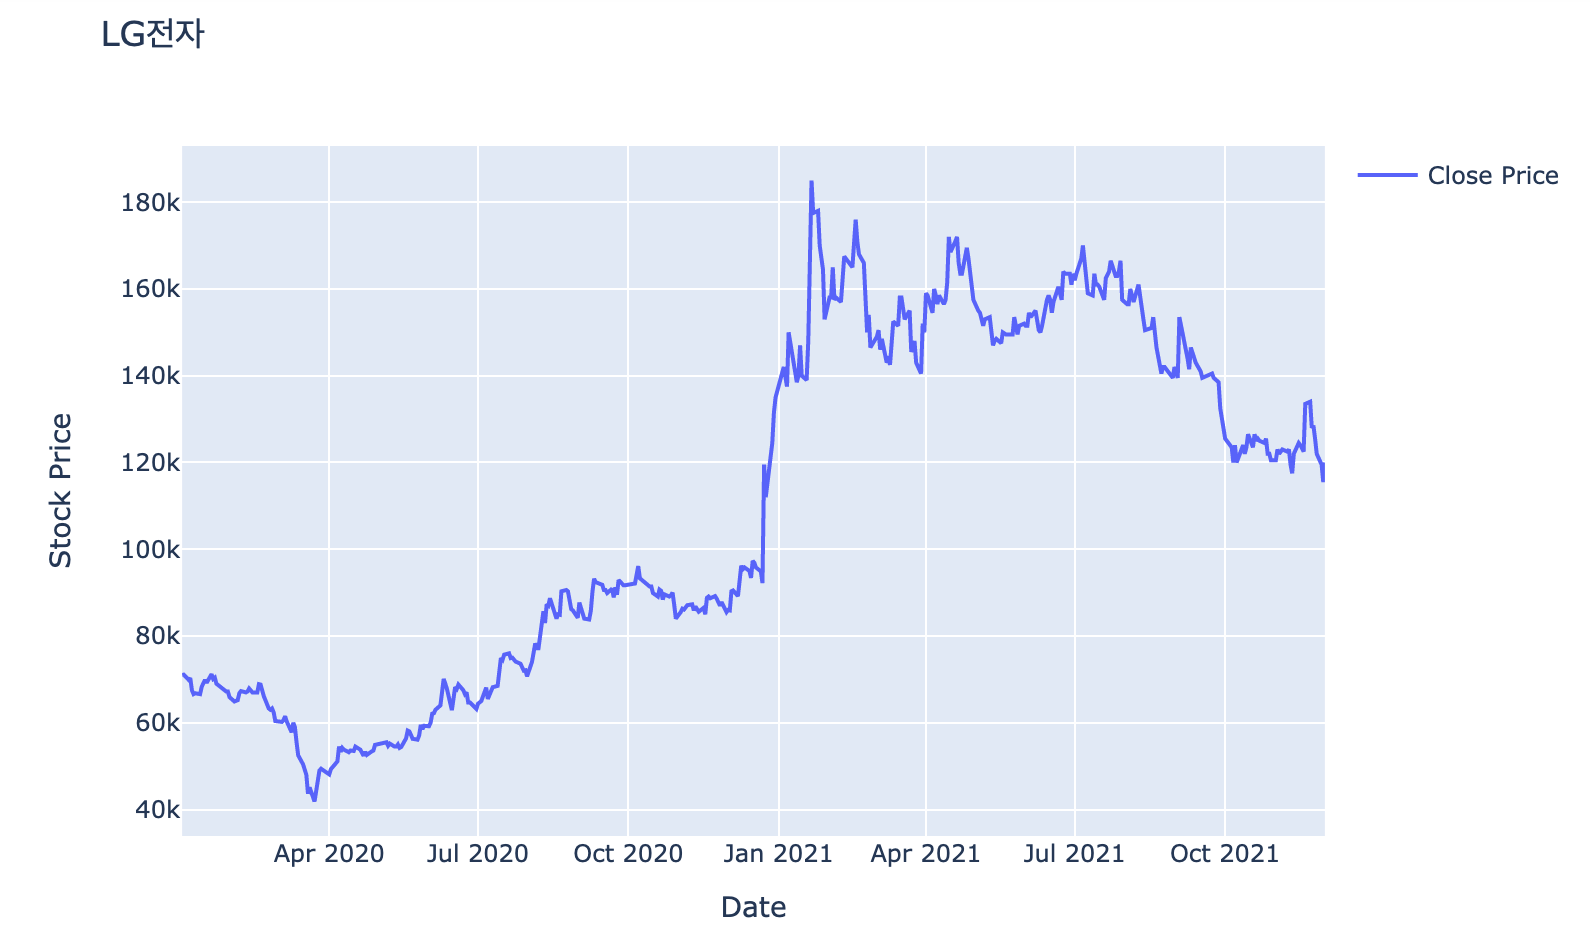 LG전자
Close Price
Stock Price
180k
160k
140k
120k
100k
80k
60k
40k
Apr 2020 Jul 2020 Oct 2020 Jan 2021 Apr 2021 Jul 2021 Oct 2021
Date